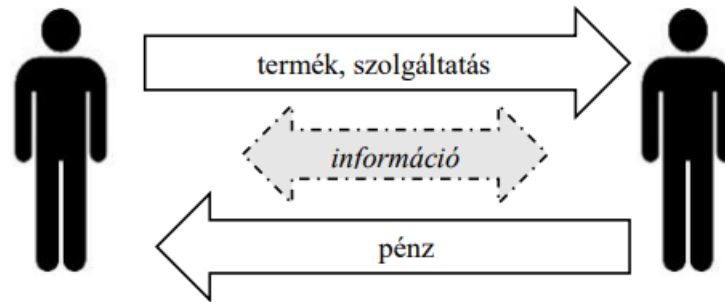 termék, szolgáltatás
információ
pénz